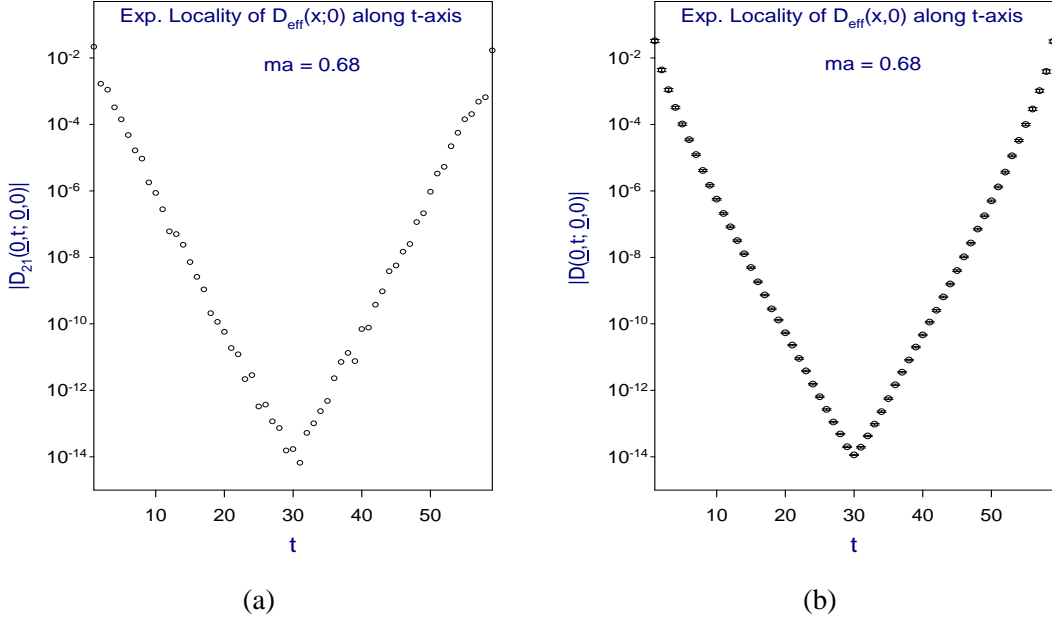 Exp. Locality of D_eff(x;0) along t-axis
ma = 0.68
|D_21(0,t; 0,0)|
10^-2
10^-4
10^-6
10^-8
10^-10
10^-12
10^-14
10 20 30 40 50
t
(a)
Exp. Locality of D_eff(x,0) along t-axis
ma = 0.68
|D(0,t; 0,0)|
10^-2
10^-4
10^-6
10^-8
10^-10
10^-12
10^-14
10 20 30 40 50
t
(b)